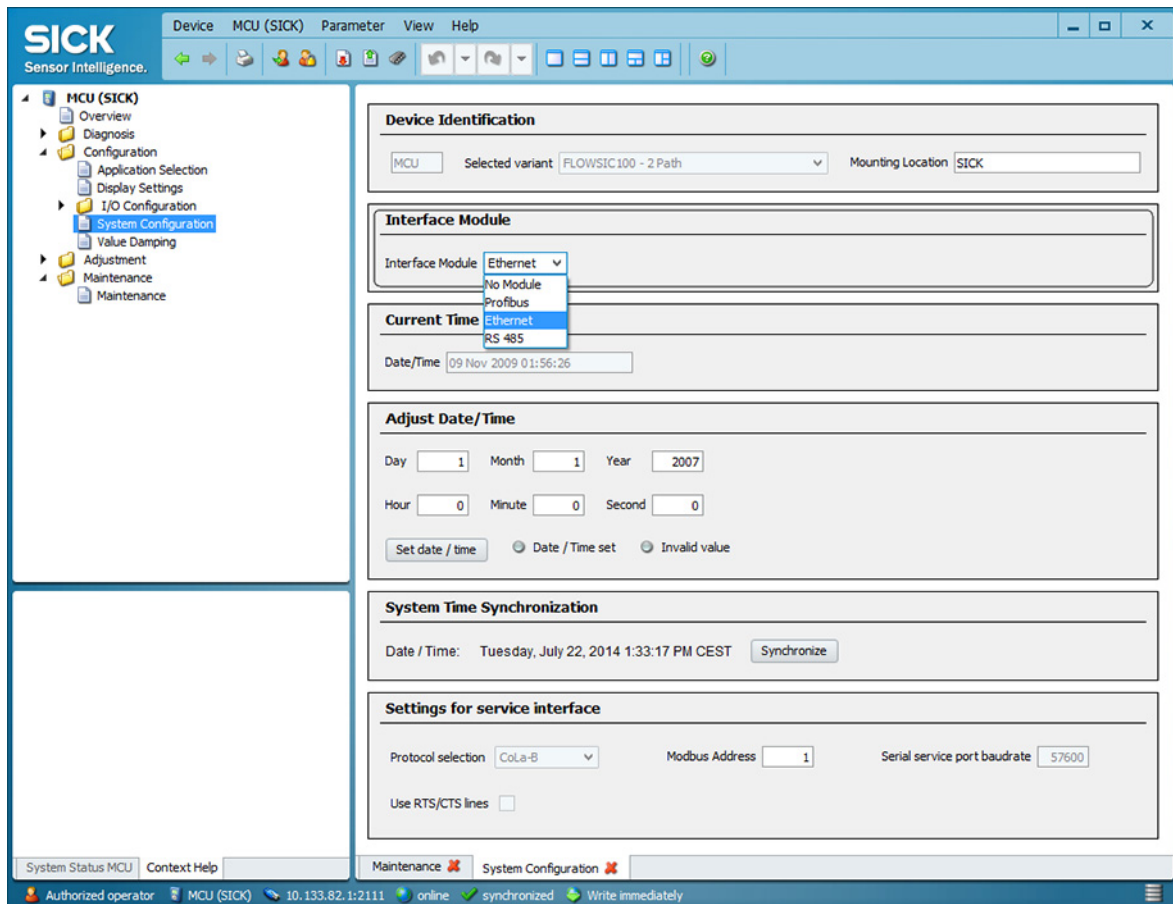 SICK
Sensor Intelligence.
Device MCU (SICK) Parameter View Help
MCU (SICK)
Overview
Diagnosis
Configuration
Application Selection
Display Settings
I/O Configuration
System Configuration
Value Damping
Adjustment
Maintenance
Maintenance
Device Identification
MCU Selected variant FLOWSIC100 - 2 Path Mounting Location SICK
Interface Module
Interface Module Ethernet
No Module
Profibus
Ethernet
RS 485
Current Time
Date/Time 09 Nov 2009 01:56:26
Adjust Date/Time
Day 1 Month 1 Year 2007
Hour 0 Minute 0 Second 0
Set date / time Date / Time set Invalid value
System Time Synchronization
Date / Time: Tuesday, July 22, 2014 1:33:17 PM CEST Synchronize
Settings for service interface
Protocol selection CoLa-B Modbus Address 1 Serial service port baudrate 57600
Use RTS/CTS lines
System Status MCU Context Help
Maintenance System Configuration
Authorized operator MCU (SICK) 10.133.82.1:2111 online synchronized Write immediately